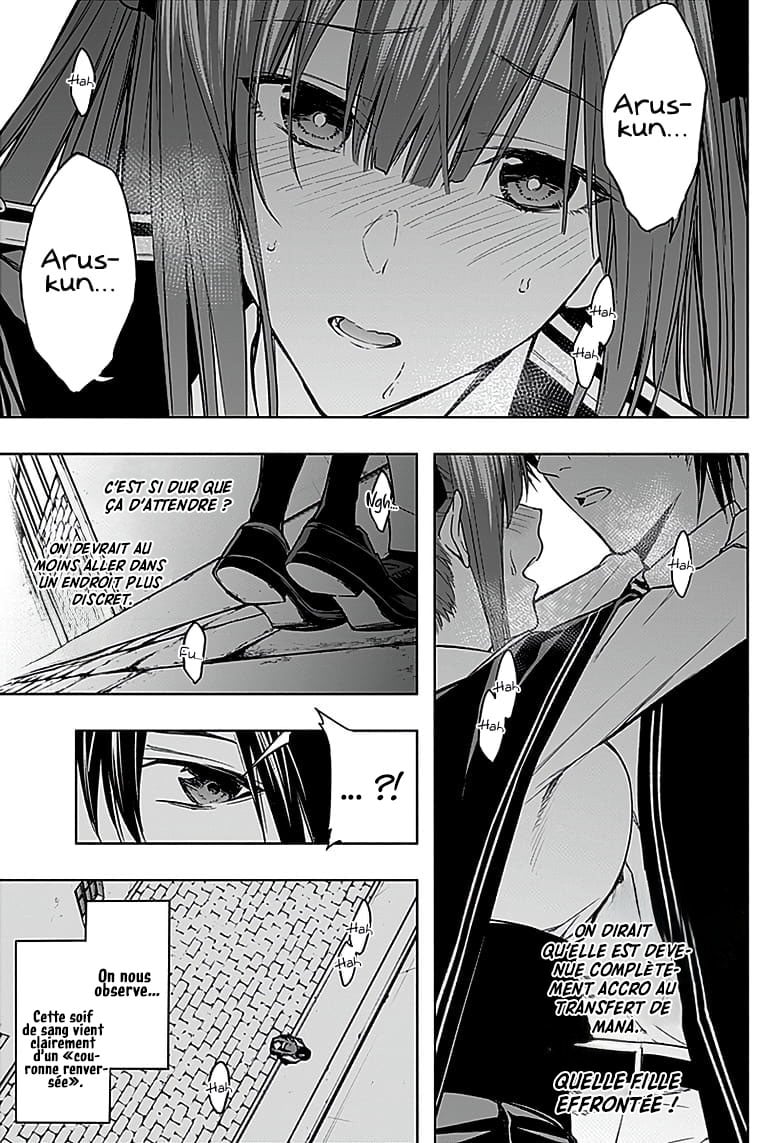 Hah
Arus-
kun...
Arus-
kun...
Hah
Hah
Hah
Hah
Hah
Hah
ON DIRAIT
QU'ELLE EST DEVE-
NUE COMPLÈTE-
MENT ACCRO AU
TRANSFERT DE
MANA...
QUELLE FILLE
EFFRONTÉE !
C'EST SI DUR QUE
ÇA D'ATTENDRE ?
Ngh...
ON DEVRAIT AU
MOINS ALLER DANS
UN ENDROIT PLUS
DISCRET.
Fu...
... ?!
Hah
Hah
On nous
observe...
Cette soif
de sang vient
clairement
d'un «cou-
ronne renver-
sée».
Hah